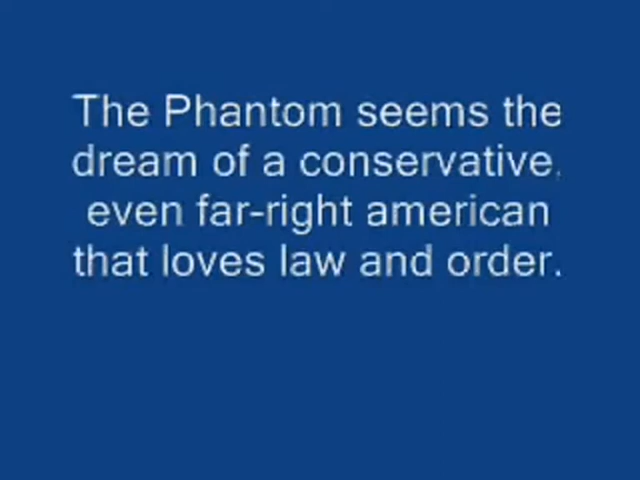 The Phantom seems the
dream of a conservative,
even far-right american
that loves law and order.